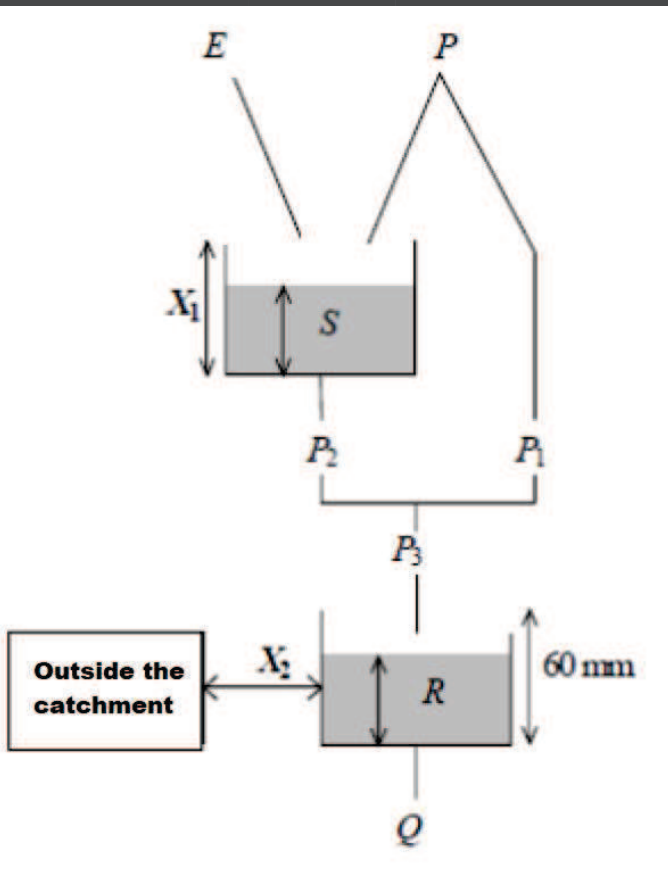 E P
X₁ S
P₂ P₁
P₃
Outside the
catchment
X₂ R 60 mm
Q